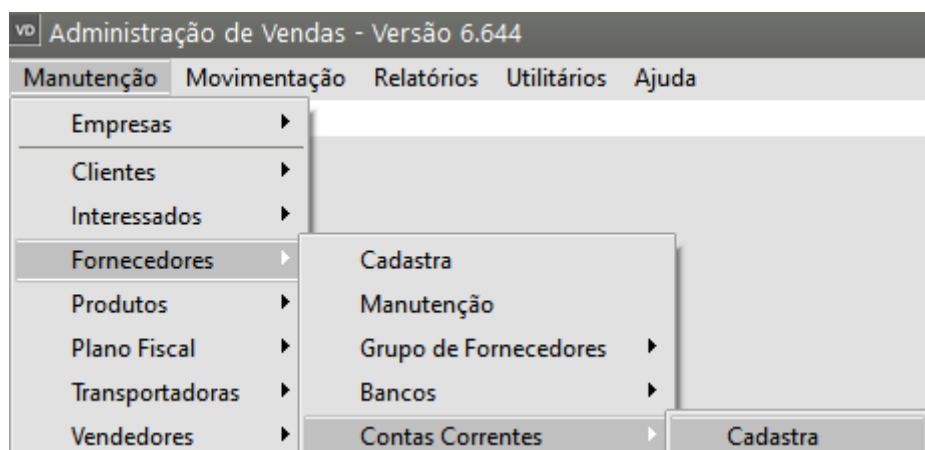 VD Administração de Vendas - Versão 6.644
Manutenção Movimentação Relatórios Utilitários Ajuda
Empresas
Clientes
Interessados
Fornecedores Cadastra
Produtos Manutenção
Plano Fiscal Grupo de Fornecedores
Transportadoras Bancos
Vendedores Contas Correntes Cadastra